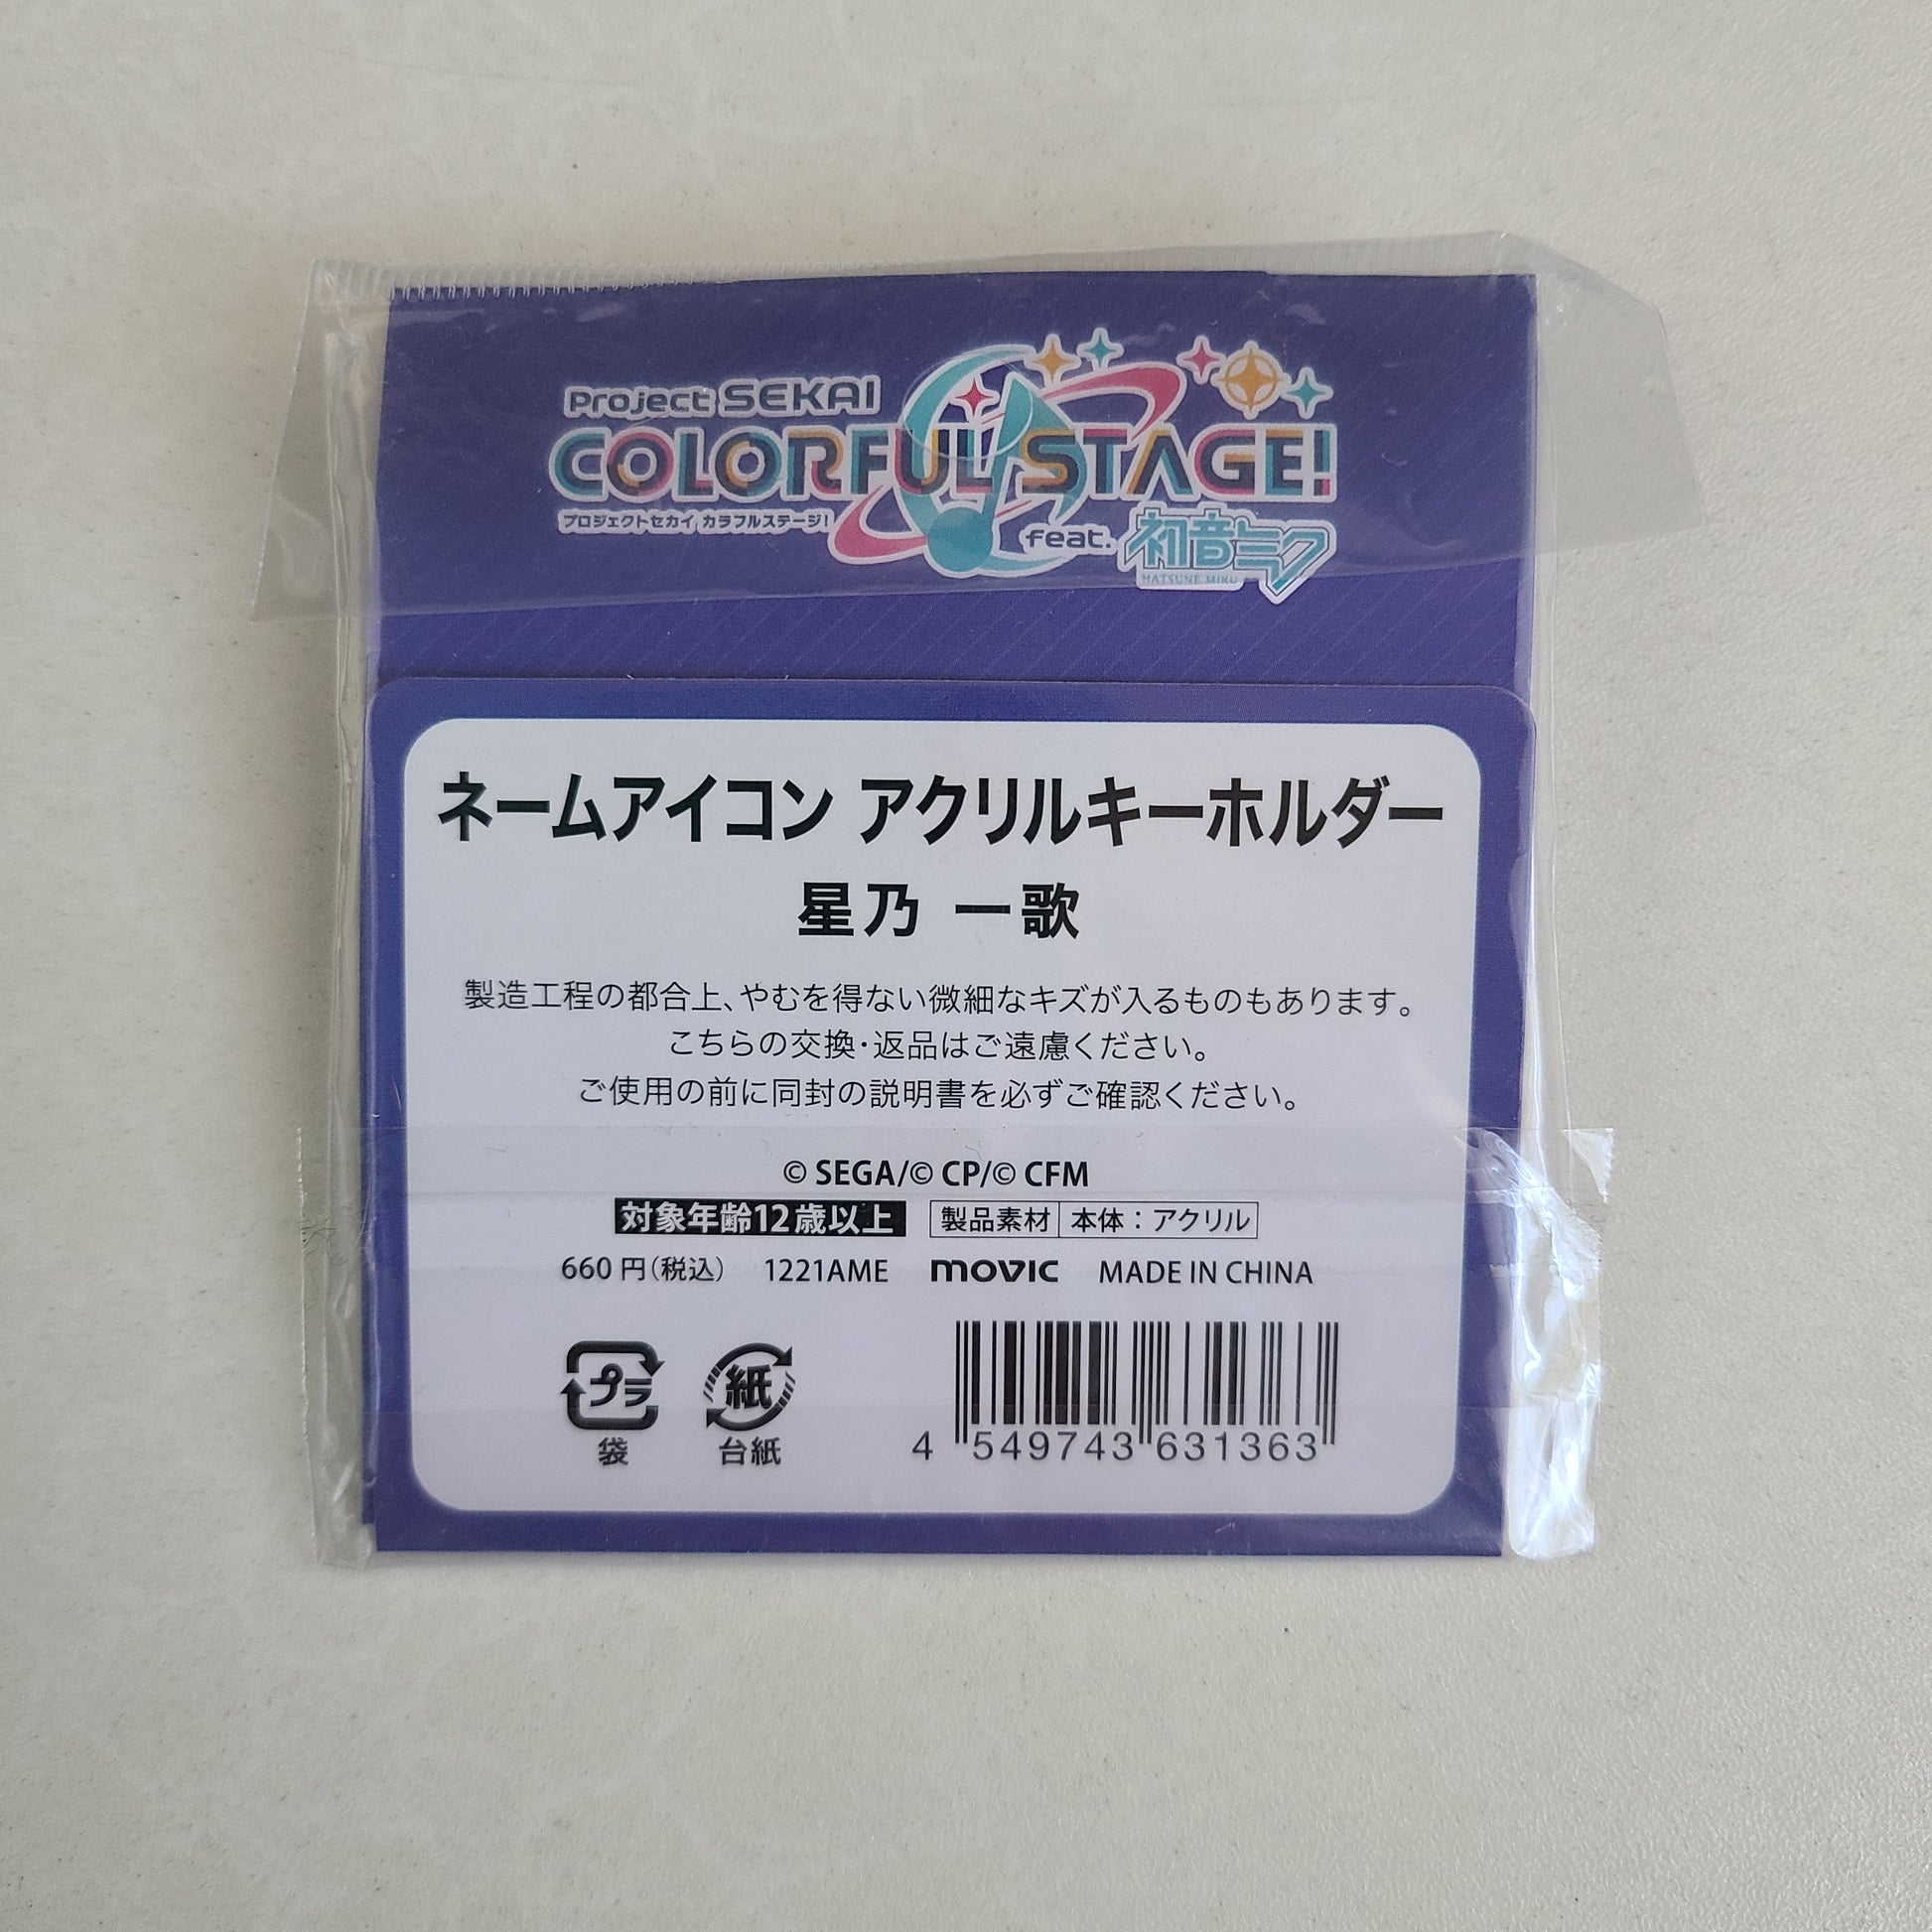 Project SEKAI
COLORFUL STAGE!
プロジェクトセカイ カラフルステージ!
feat. 初音ミク
HATSUNE MIKU
ネームアイコン アクリルキーホルダー
星乃 一歌
製造工程の都合上、やむを得ない微細なキズが入るものもあります。
こちらの交換・返品はご遠慮ください。
ご使用の前に同封の説明書を必ずご確認ください。
© SEGA/© CP/© CFM
対象年齢12歳以上 製品素材 本体：アクリル
660円(税込) 1221AME movic MADE IN CHINA
プラ 紙
袋 台紙
4 549743 631363